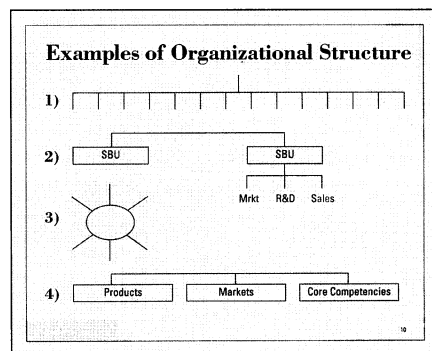 Examples of Organizational Structure
1)
2) SBU SBU
Mrkt R&D Sales
3)
4) Products Markets Core Competencies
10